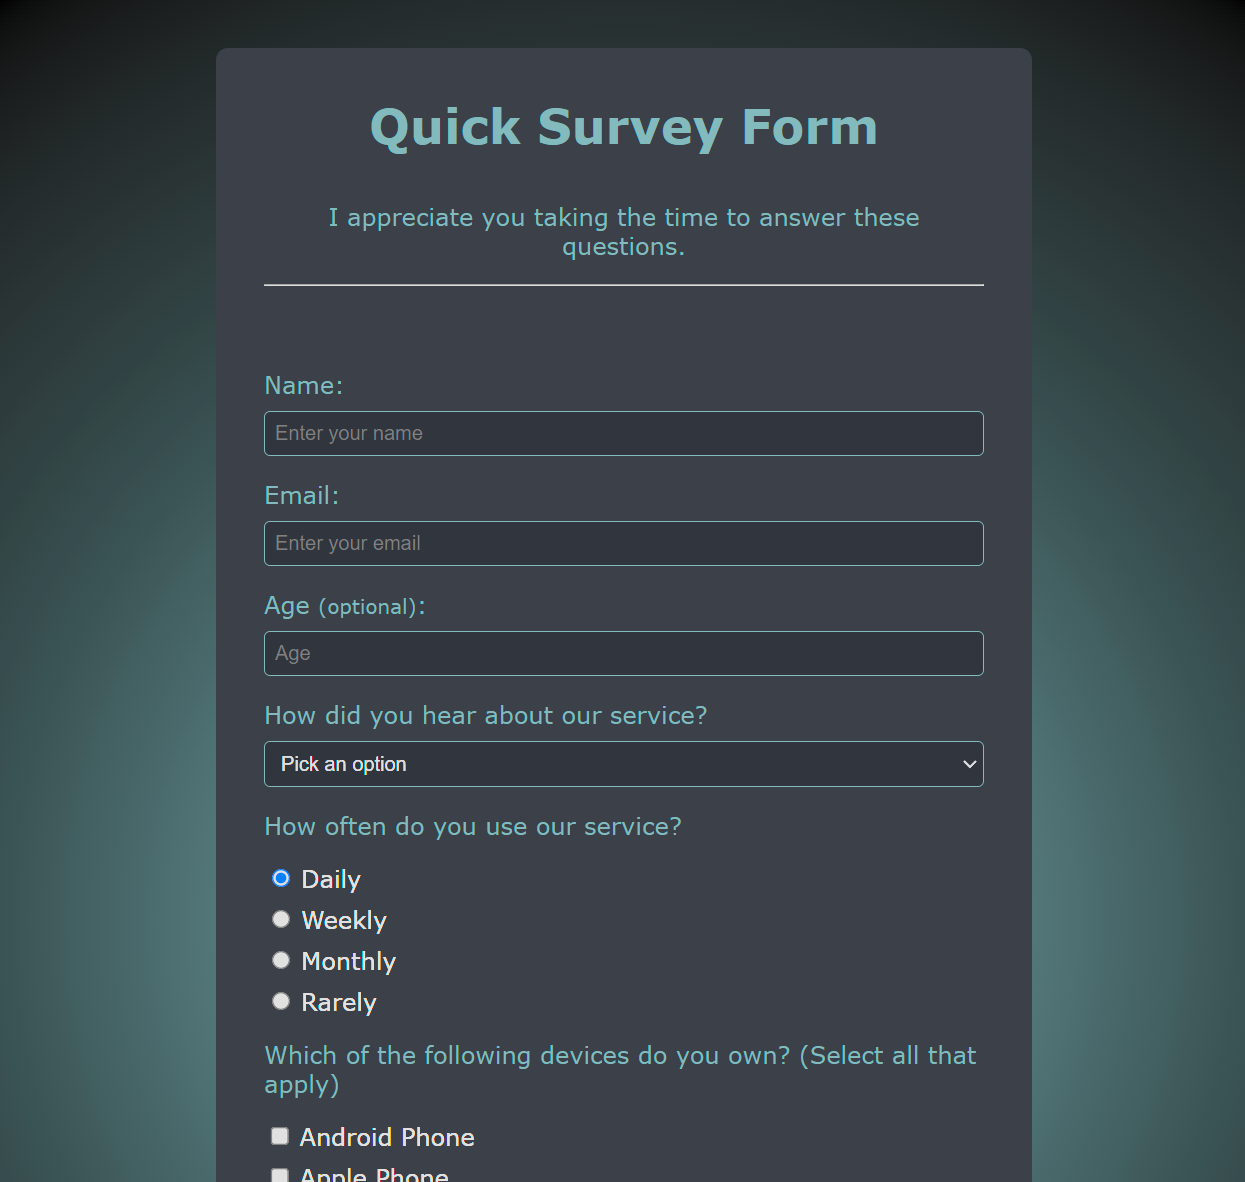 Quick Survey Form
I appreciate you taking the time to answer these
questions.
Name:
Enter your name
Email:
Enter your email
Age (optional):
Age
How did you hear about our service?
Pick an option
How often do you use our service?
Daily
Weekly
Monthly
Rarely
Which of the following devices do you own? (Select all that
apply)
Android Phone
Apple Phone